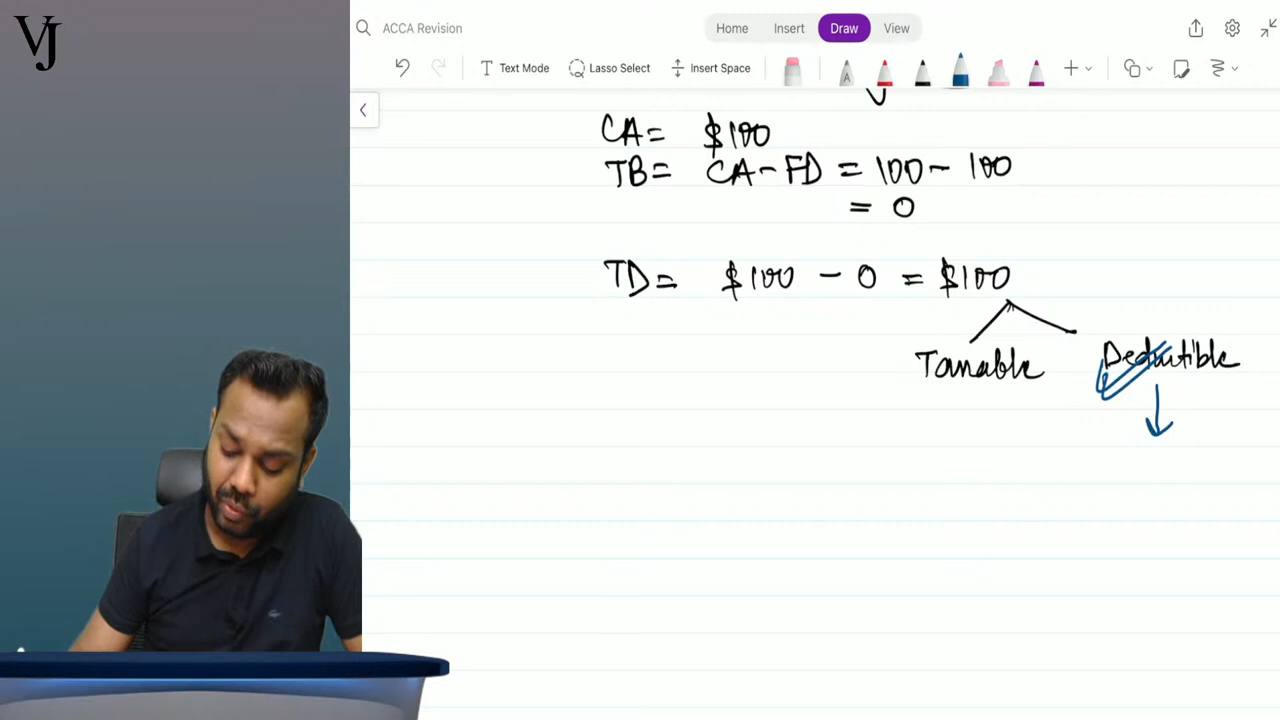 VJ
ACCA Revision
Home Insert Draw View
Text Mode Lasso Select Insert Space
CA= $100
TB= CA-FD = 100- 100
= 0
TD= $100 - 0 = $100
Taxable Deductible